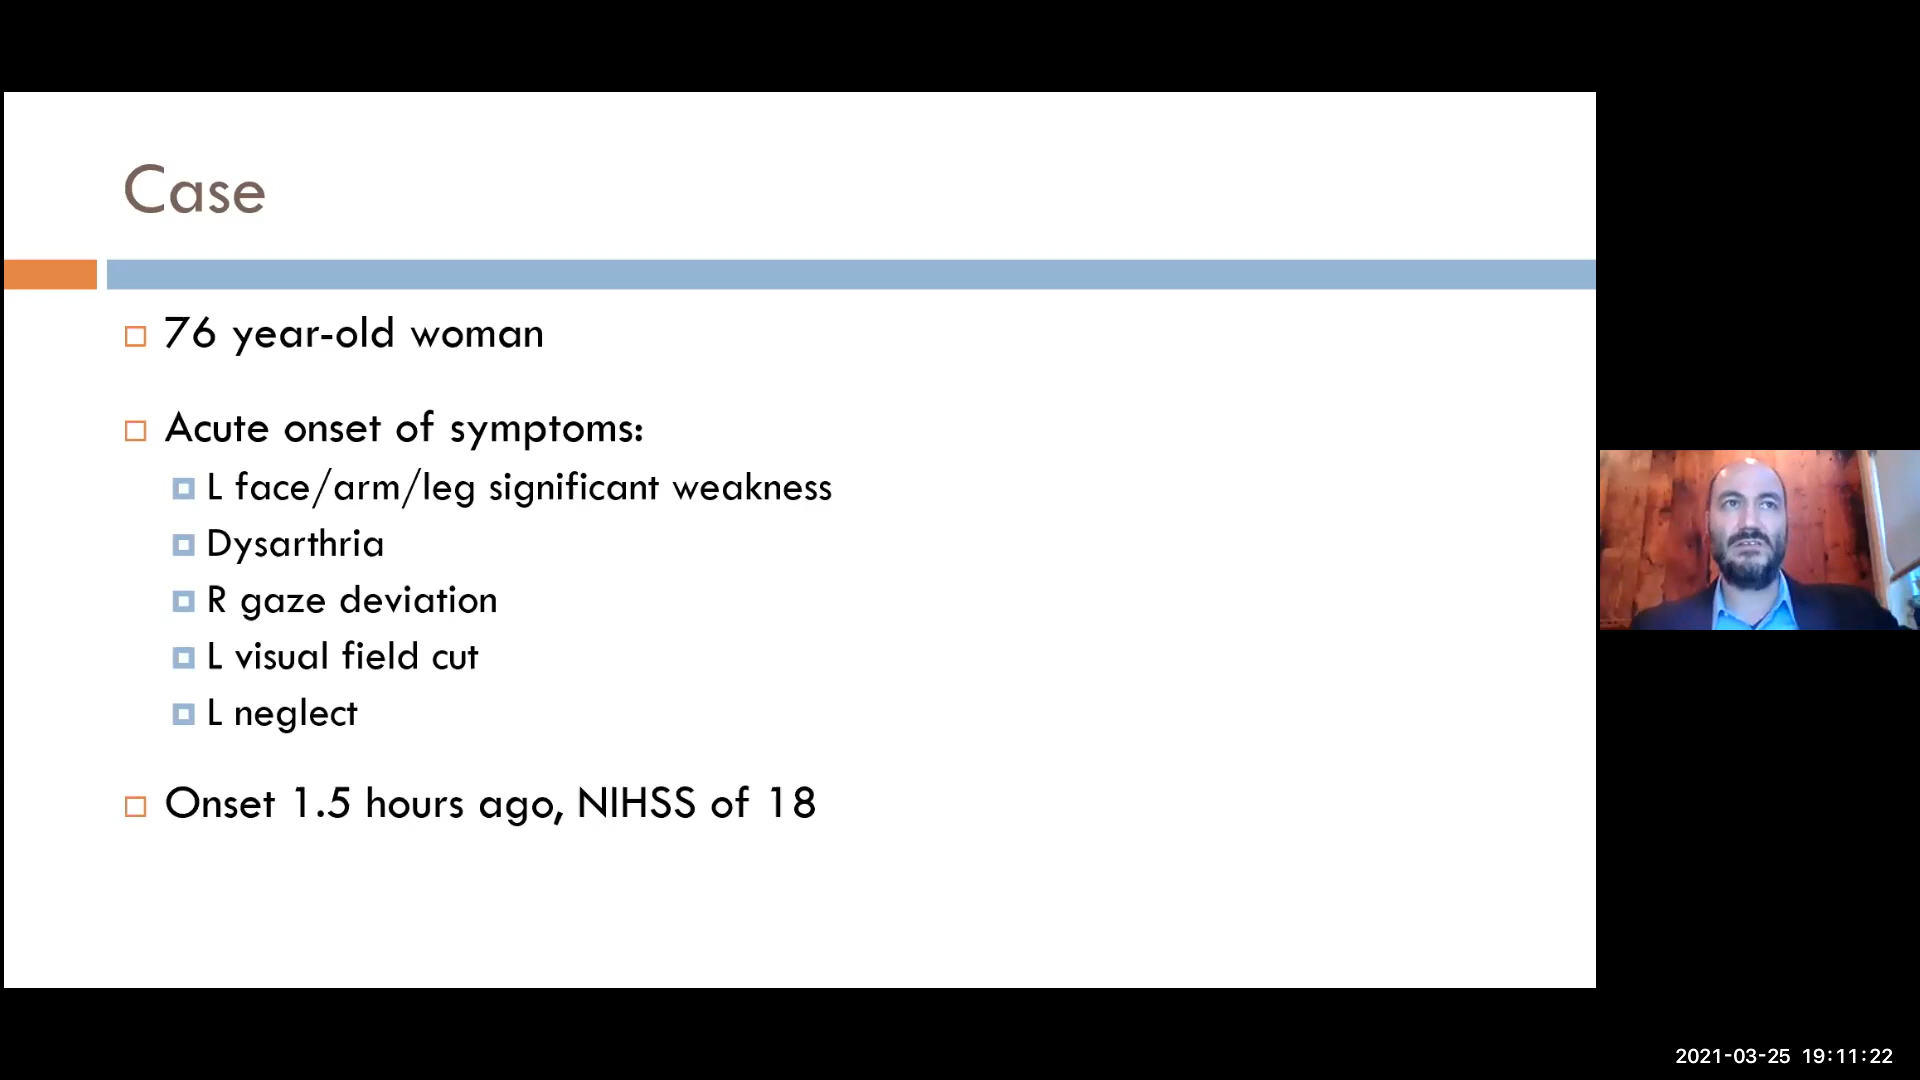 Case
76 year-old woman
Acute onset of symptoms:
L face/arm/leg significant weakness
Dysarthria
R gaze deviation
L visual field cut
L neglect
Onset 1.5 hours ago, NIHSS of 18
2021-03-25 19:11:22